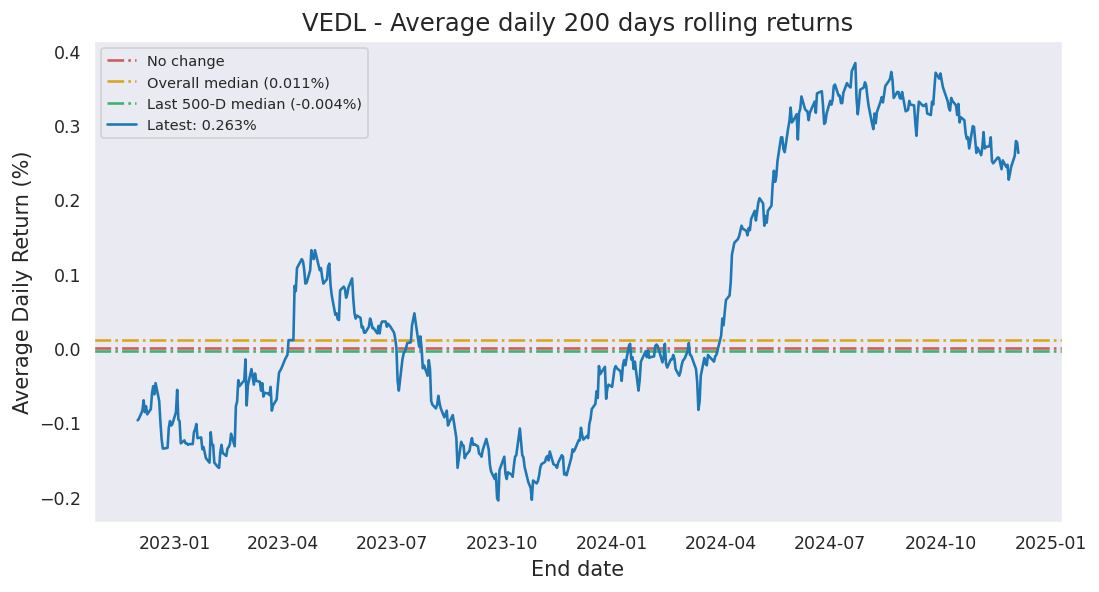 VEDL - Average daily 200 days rolling returns
No change
Overall median (0.011%)
Last 500-D median (-0.004%)
Latest: 0.263%
Average Daily Return (%)
0.4
0.3
0.2
0.1
0.0
−0.1
−0.2
2023-01 2023-04 2023-07 2023-10 2024-01 2024-04 2024-07 2024-10 2025-01
End date